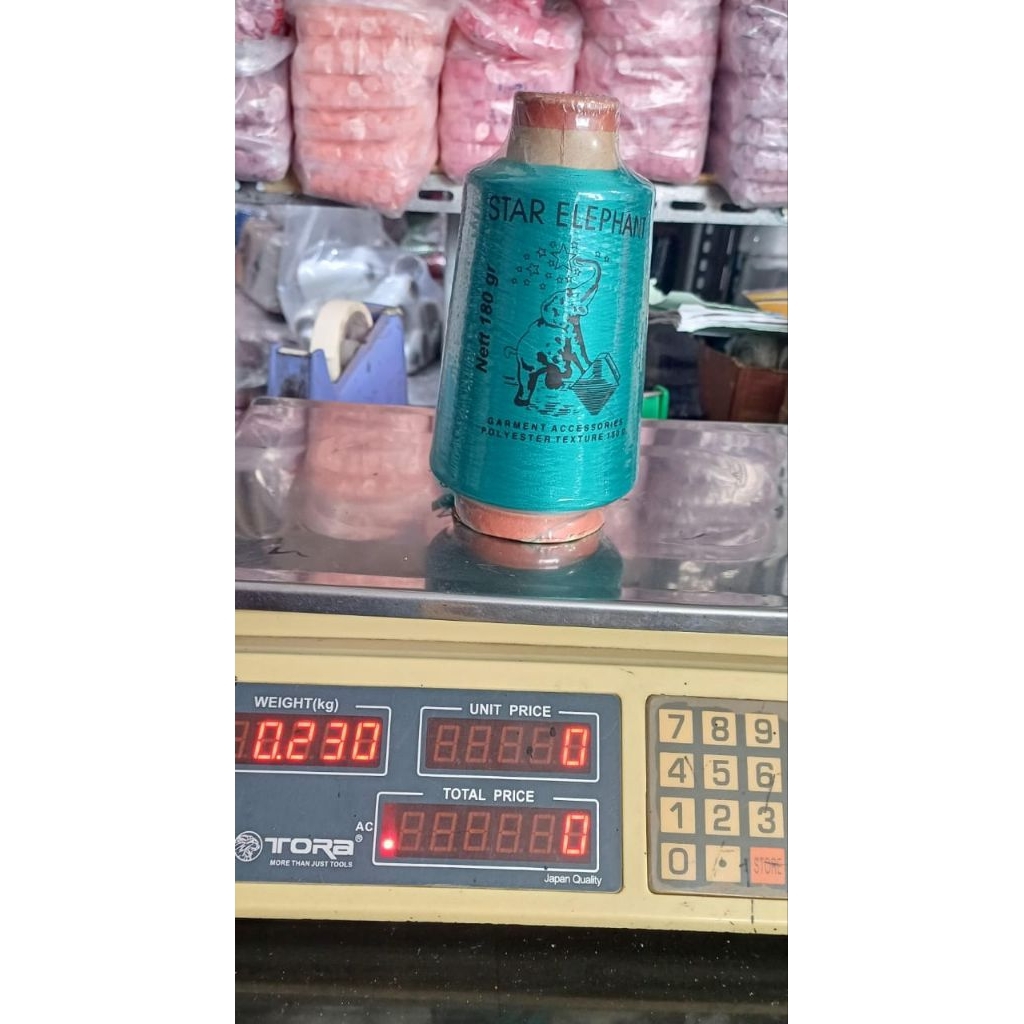 STAR ELEPHANT
Nett 180 gr
GARMENT ACCESSORIES
POLYESTER TEXTURE
WEIGHT(kg)
0.230
UNIT PRICE
0
TOTAL PRICE
AC
0
TORA®
MORE THAN JUST TOOLS
Japan Quality
7 8 9
4 5 6
1 2 3
0 . STORE